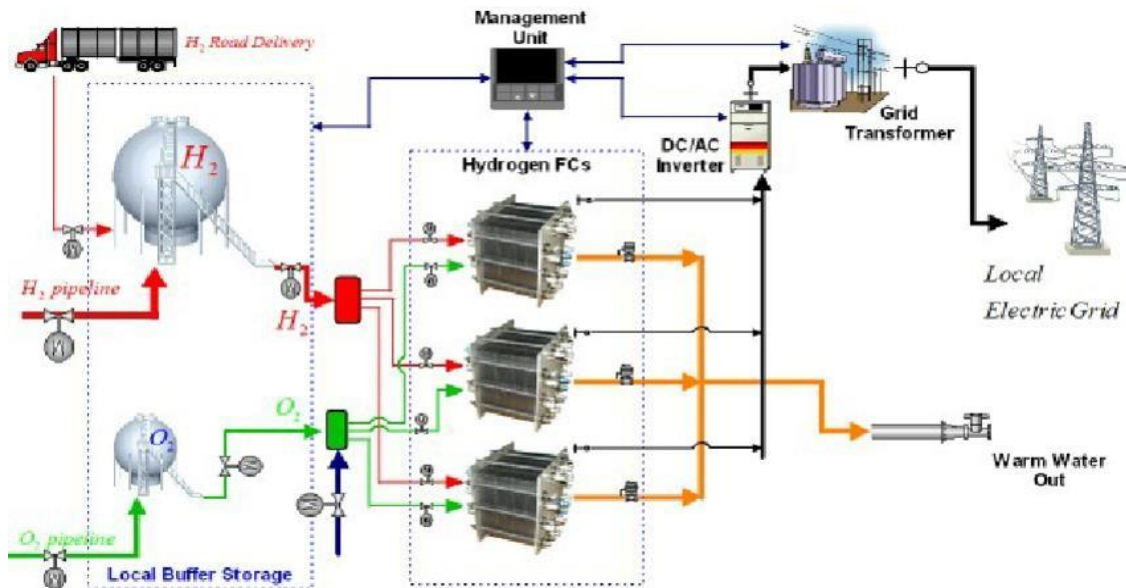 H2 Road Delivery
Management
Unit
Grid
Transformer
DC/AC
Inverter
Hydrogen FCs
H2
H2 pipeline
H2
Local
Electric Grid
O2
O2
Warm Water
Out
O2 pipeline
Local Buffer Storage